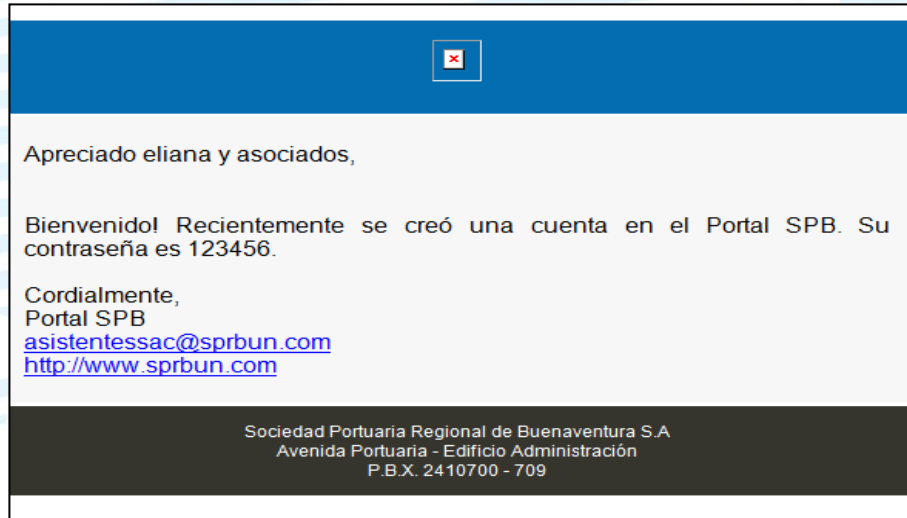 Apreciado eliana y asociados,
Bienvenido! Recientemente se creó una cuenta en el Portal SPB. Su
contraseña es 123456.
Cordialmente,
Portal SPB
asistentessac@sprbun.com
http://www.sprbun.com
Sociedad Portuaria Regional de Buenaventura S.A
Avenida Portuaria - Edificio Administración
P.B.X. 2410700 - 709